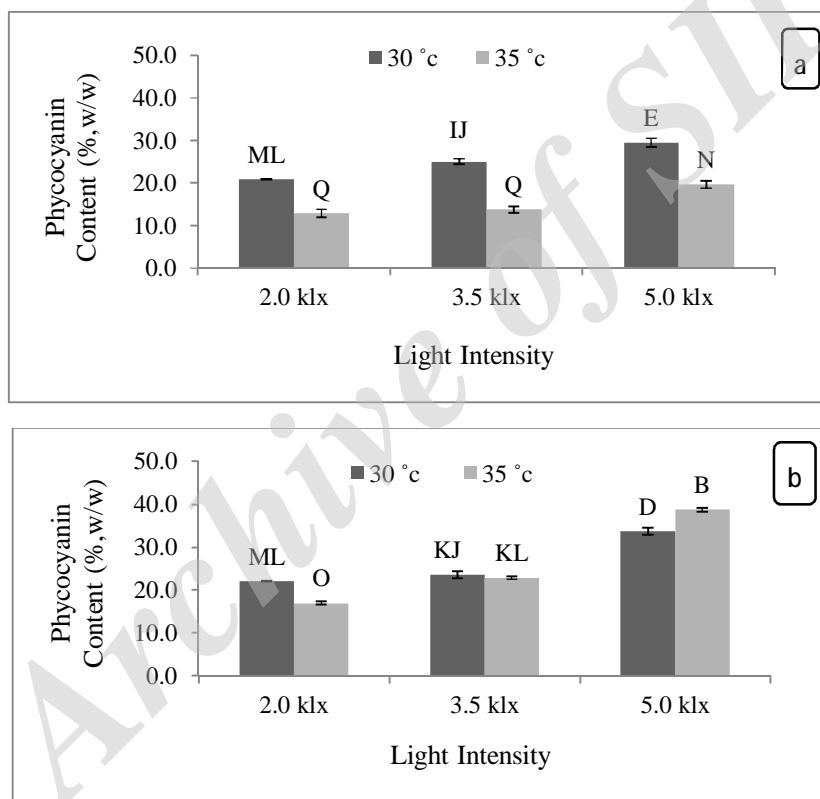 a
50.0
40.0
30.0
20.0
10.0
0.0
Phycocyanin
Content (%,w/w)
30 ˚c 35 ˚c
ML Q IJ Q E N
2.0 klx 3.5 klx 5.0 klx
Light Intensity
b
50.0
40.0
30.0
20.0
10.0
0.0
Phycocyanin
Content (%,w/w)
30 ˚c 35 ˚c
ML O KJ KL D B
2.0 klx 3.5 klx 5.0 klx
Light Intensity
Archive of SI